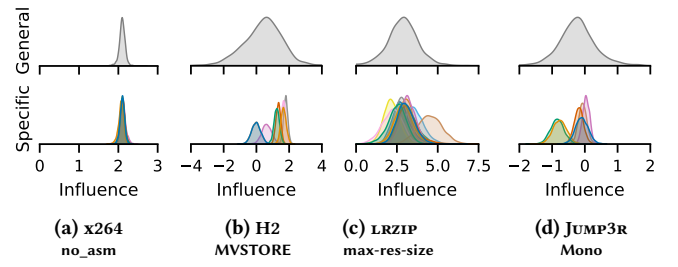 General
Specific
0 1 2 3
−4 −2 0 2 4
0.0 2.5 5.0 7.5
−2 −1 0 1 2
Influence Influence Influence Influence
(a) x264 (b) H2 (c) LRZIP (d) JUMP3R
no_asm MVSTORE max-res-size Mono